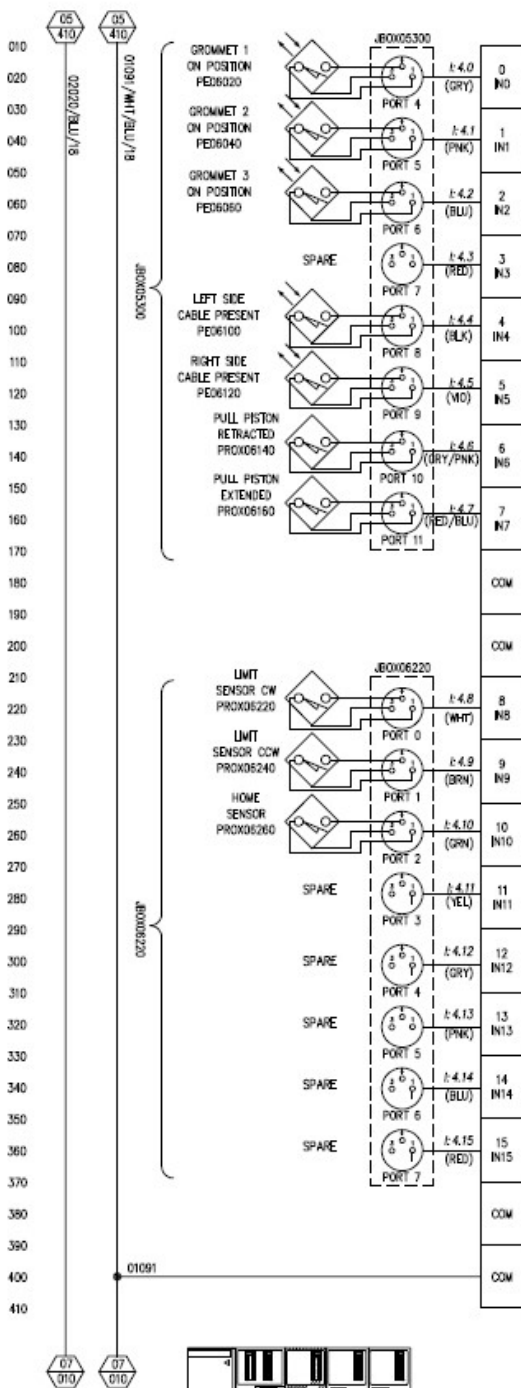 05
410
05
410
02020/BLU/18
01091/WHT/BLU/18
JBOX05300
010
020
030
040
050
060
070
080
090
100
110
120
130
140
150
160
170
180
190
200
210
220
230
240
250
260
270
280
290
300
310
320
330
340
350
360
370
380
390
400
410
JBOX05300
GROMMET 1
ON POSITION
PE06020
PORT 4
I:4.0
(GRY)
0
IN0
GROMMET 2
ON POSITION
PE06040
PORT 5
I:4.1
(PNK)
1
IN1
GROMMET 3
ON POSITION
PE06060
PORT 6
I:4.2
(BLU)
2
IN2
SPARE
PORT 7
I:4.3
(RED)
3
IN3
LEFT SIDE
CABLE PRESENT
PE06100
PORT 8
I:4.4
(BLK)
4
IN4
RIGHT SIDE
CABLE PRESENT
PE06120
PORT 9
I:4.5
(VIO)
5
IN5
PULL PISTON
RETRACTED
PROX06140
PORT 10
I:4.6
(GRY/PNK)
6
IN6
PULL PISTON
EXTENDED
PROX06160
PORT 11
I:4.7
(RED/BLU)
7
IN7
COM
COM
JBOX06220
JBOX06220
LIMIT
SENSOR CW
PROX06220
PORT 0
I:4.8
(WHT)
8
IN8
LIMIT
SENSOR CCW
PROX06240
PORT 1
I:4.9
(BRN)
9
IN9
HOME
SENSOR
PROX06260
PORT 2
I:4.10
(GRN)
10
IN10
SPARE
PORT 3
I:4.11
(YEL)
11
IN11
SPARE
PORT 4
I:4.12
(GRY)
12
IN12
SPARE
PORT 5
I:4.13
(PNK)
13
IN13
SPARE
PORT 6
I:4.14
(BLU)
14
IN14
SPARE
PORT 7
I:4.15
(RED)
15
IN15
COM
COM
01091
07
010
07
010